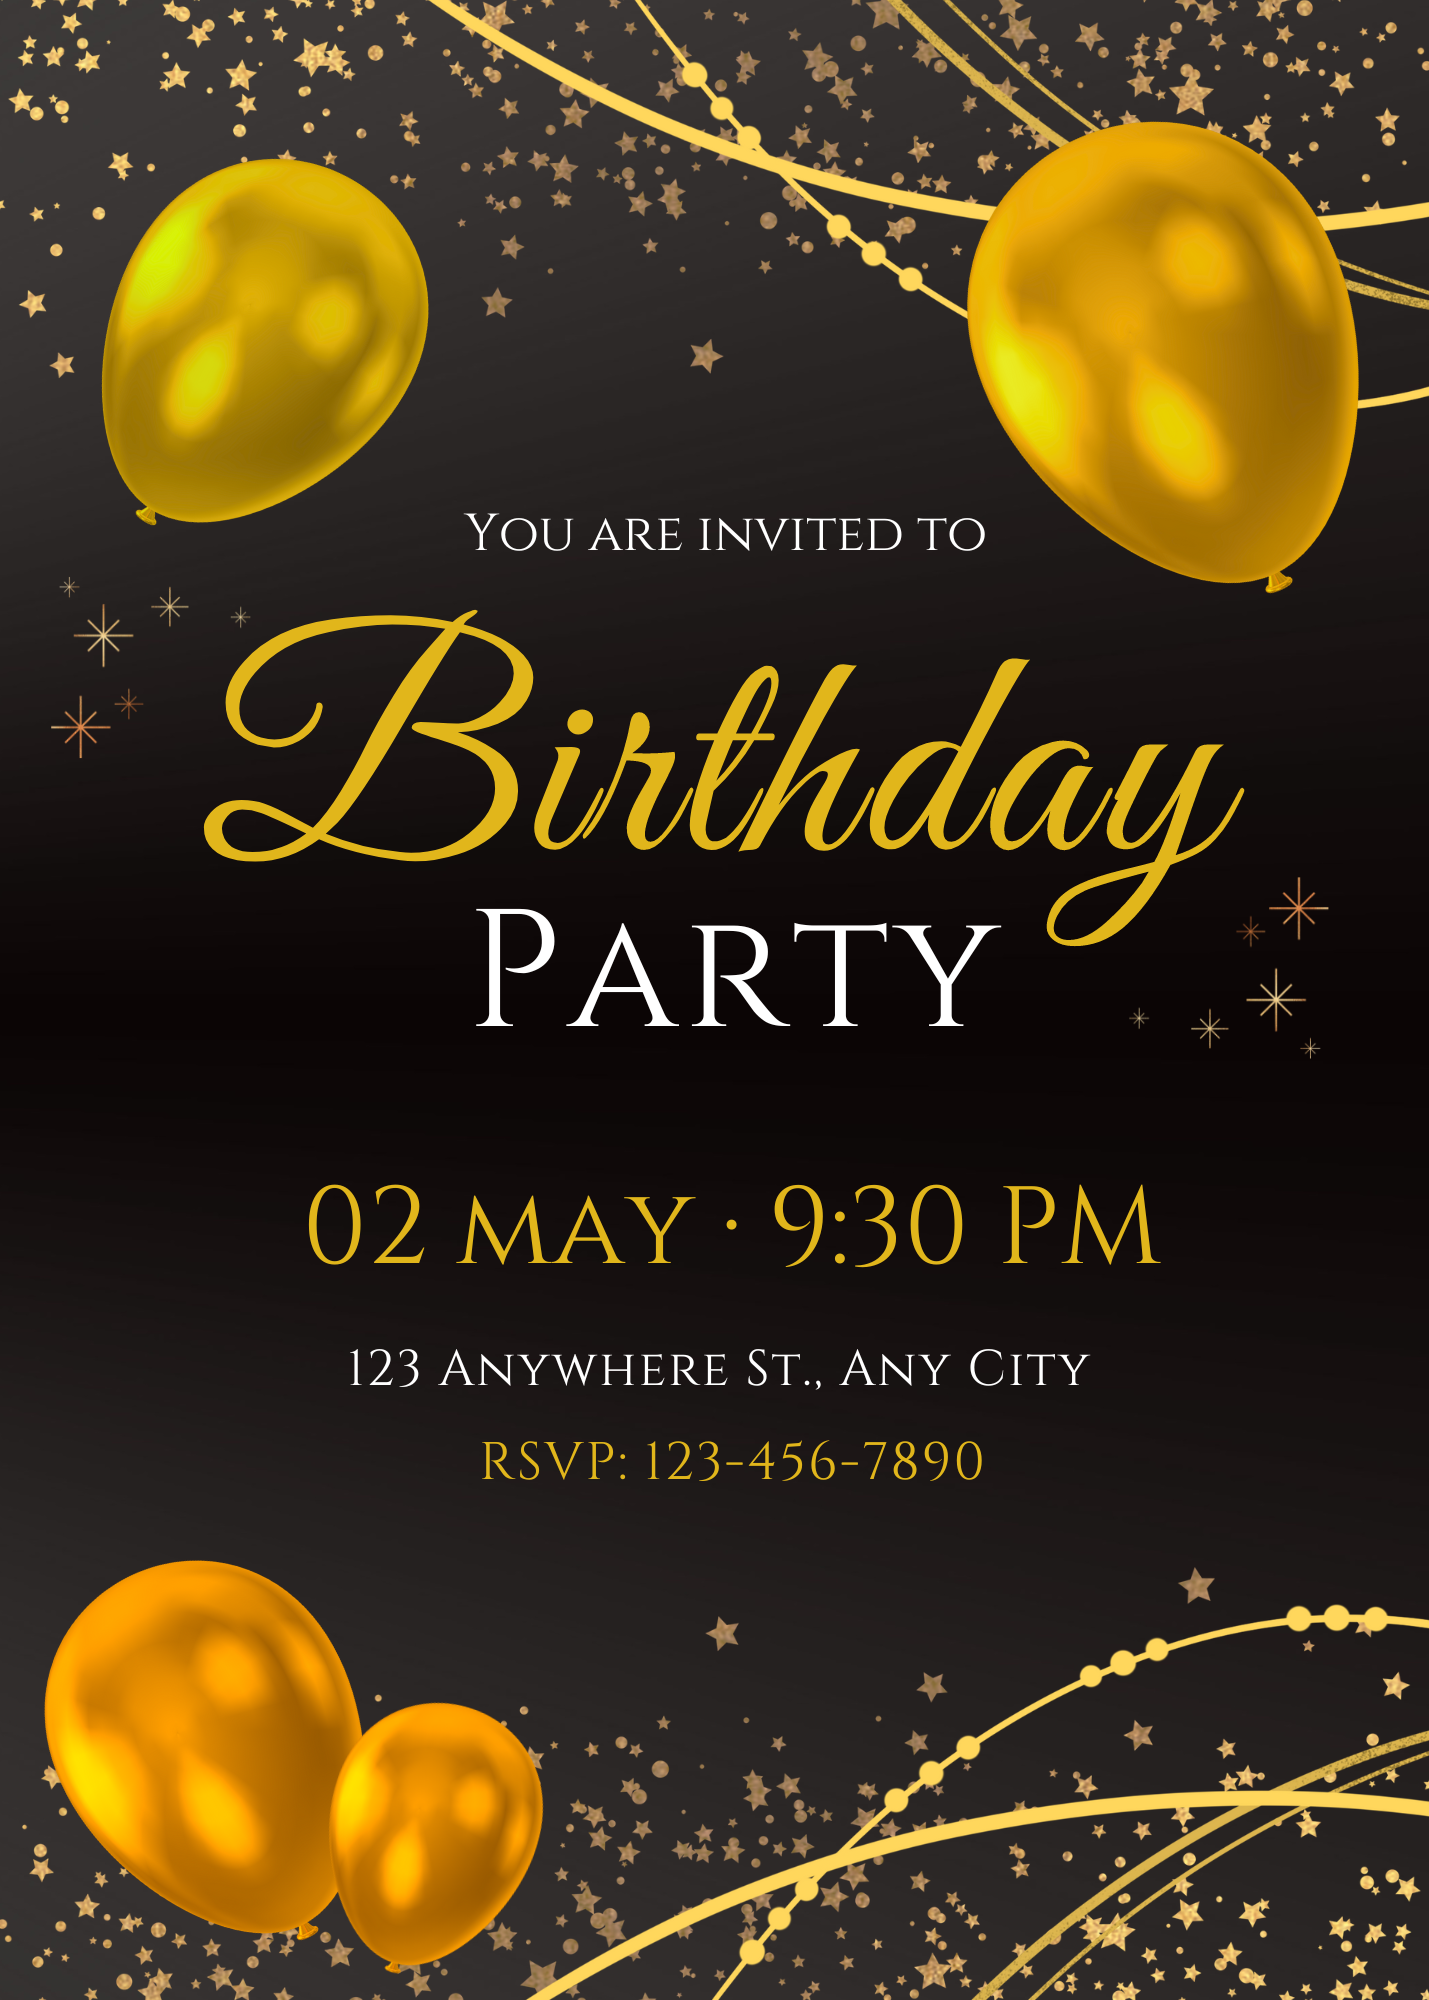 You are invited to
Birthday
Party
02 may · 9:30 PM
123 Anywhere St., Any City
RSVP: 123-456-7890